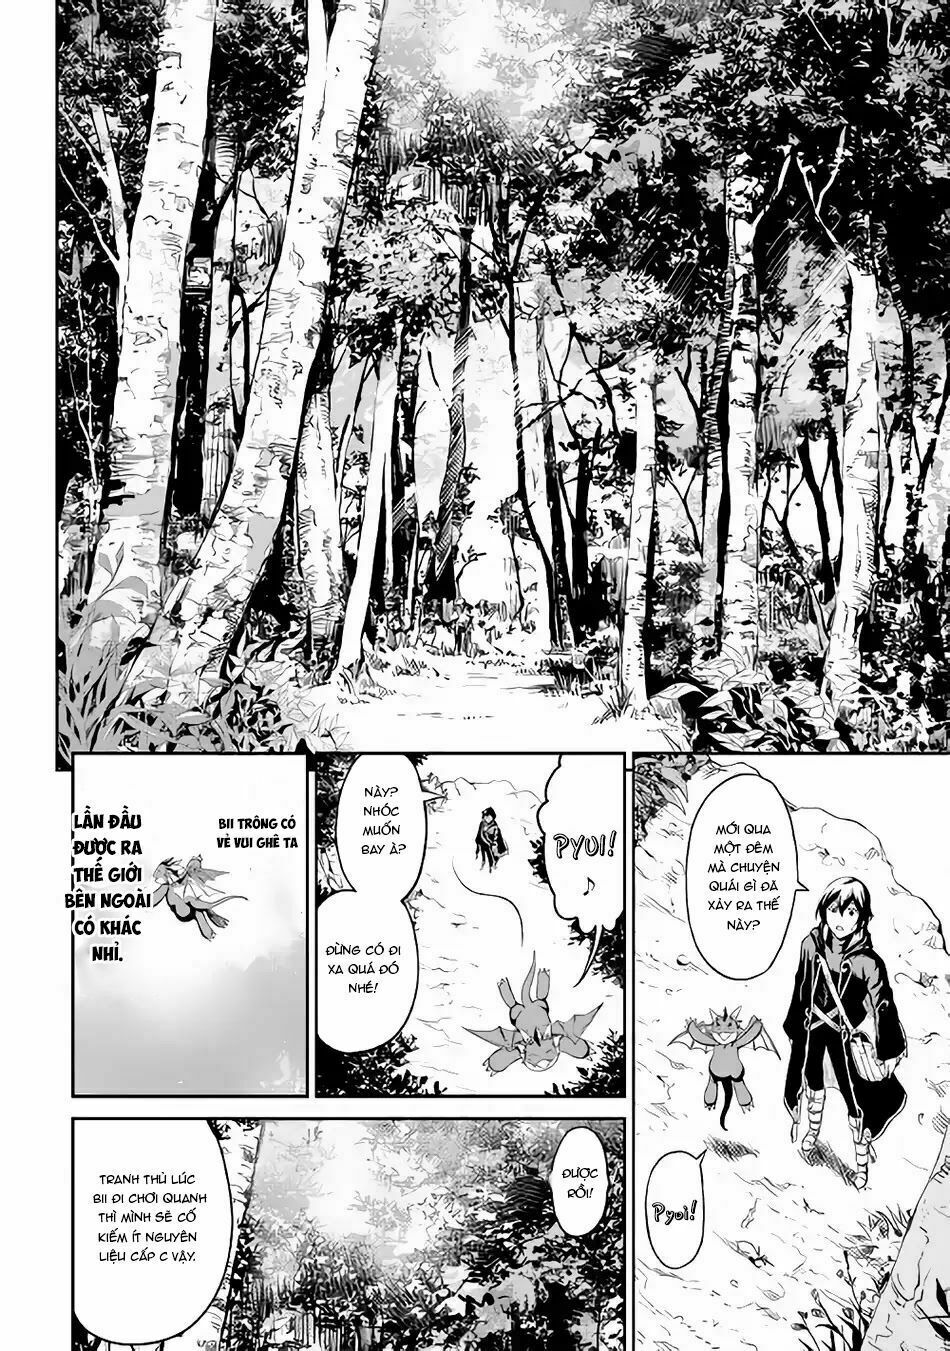 MỚI QUA
MỘT ĐÊM
MÀ CHUYỆN
QUÁI GÌ ĐÃ
XẢY RA THẾ
NÀY?
Pyoi!
PYOI!
NÀY?
NHÓC
MUỐN
BAY À?
ĐỪNG CÓ ĐI
XA QUÁ ĐÓ
NHÉ!
BII TRÔNG CÓ
VẺ VUI GHÊ TA
LẦN ĐẦU
ĐƯỢC RA
THẾ GIỚI
BÊN NGOÀI
CÓ KHÁC
NHỈ.
ĐƯỢC
RỒI!
TRANH THỦ LÚC
BII ĐI CHƠI QUANH
THÌ MÌNH SẼ CỐ
KIẾM ÍT NGUYÊN
LIỆU CẤP C VẬY.